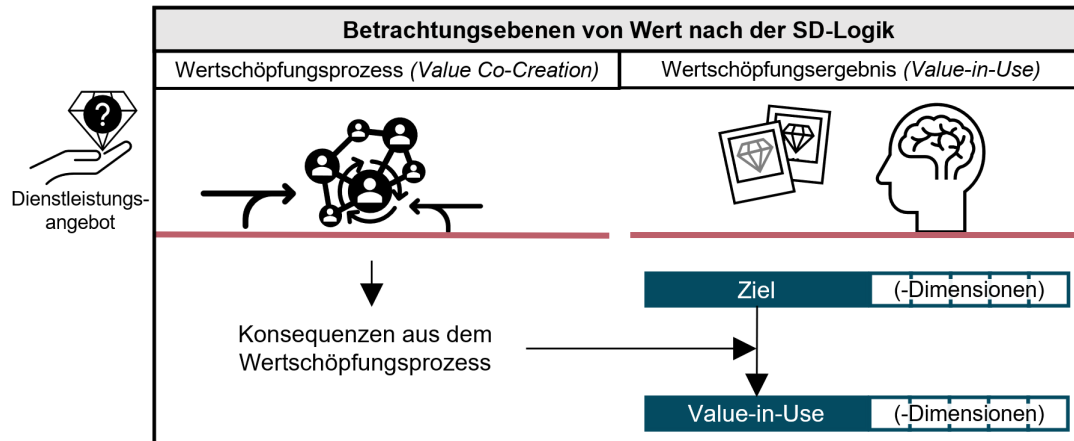 Betrachtungsebenen von Wert nach der SD-Logik
Wertschöpfungsprozess (Value Co-Creation)
Wertschöpfungsergebnis (Value-in-Use)
?
Dienstleistungs-
angebot
Ziel
(-Dimensionen)
Konsequenzen aus dem
Wertschöpfungsprozess
Value-in-Use
(-Dimensionen)